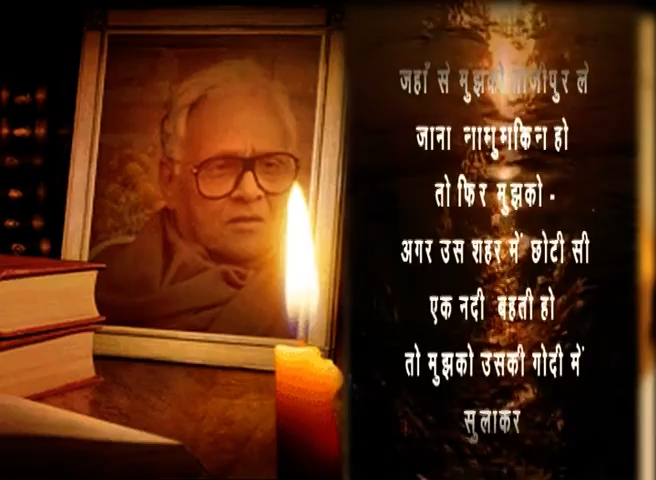 जहाँ से मुझको ग़ाजीपुर ले
जाना नामुमकिन हो
तो फिर मुझको -
अगर उस शहर में छोटी सी
एक नदी बहती हो
तो मुझको उसकी गोदी में
सुलाकर